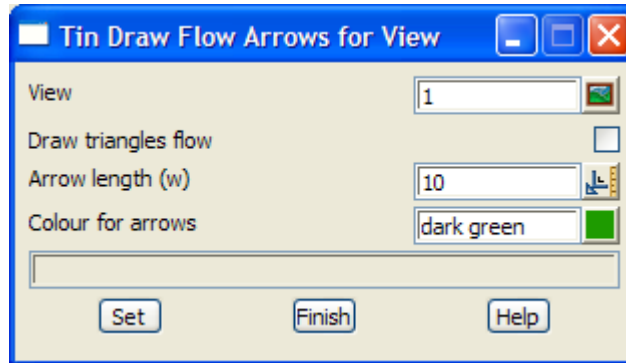 Tin Draw Flow Arrows for View
View 1
Draw triangles flow
Arrow length (w) 10
Colour for arrows dark green
Set Finish Help